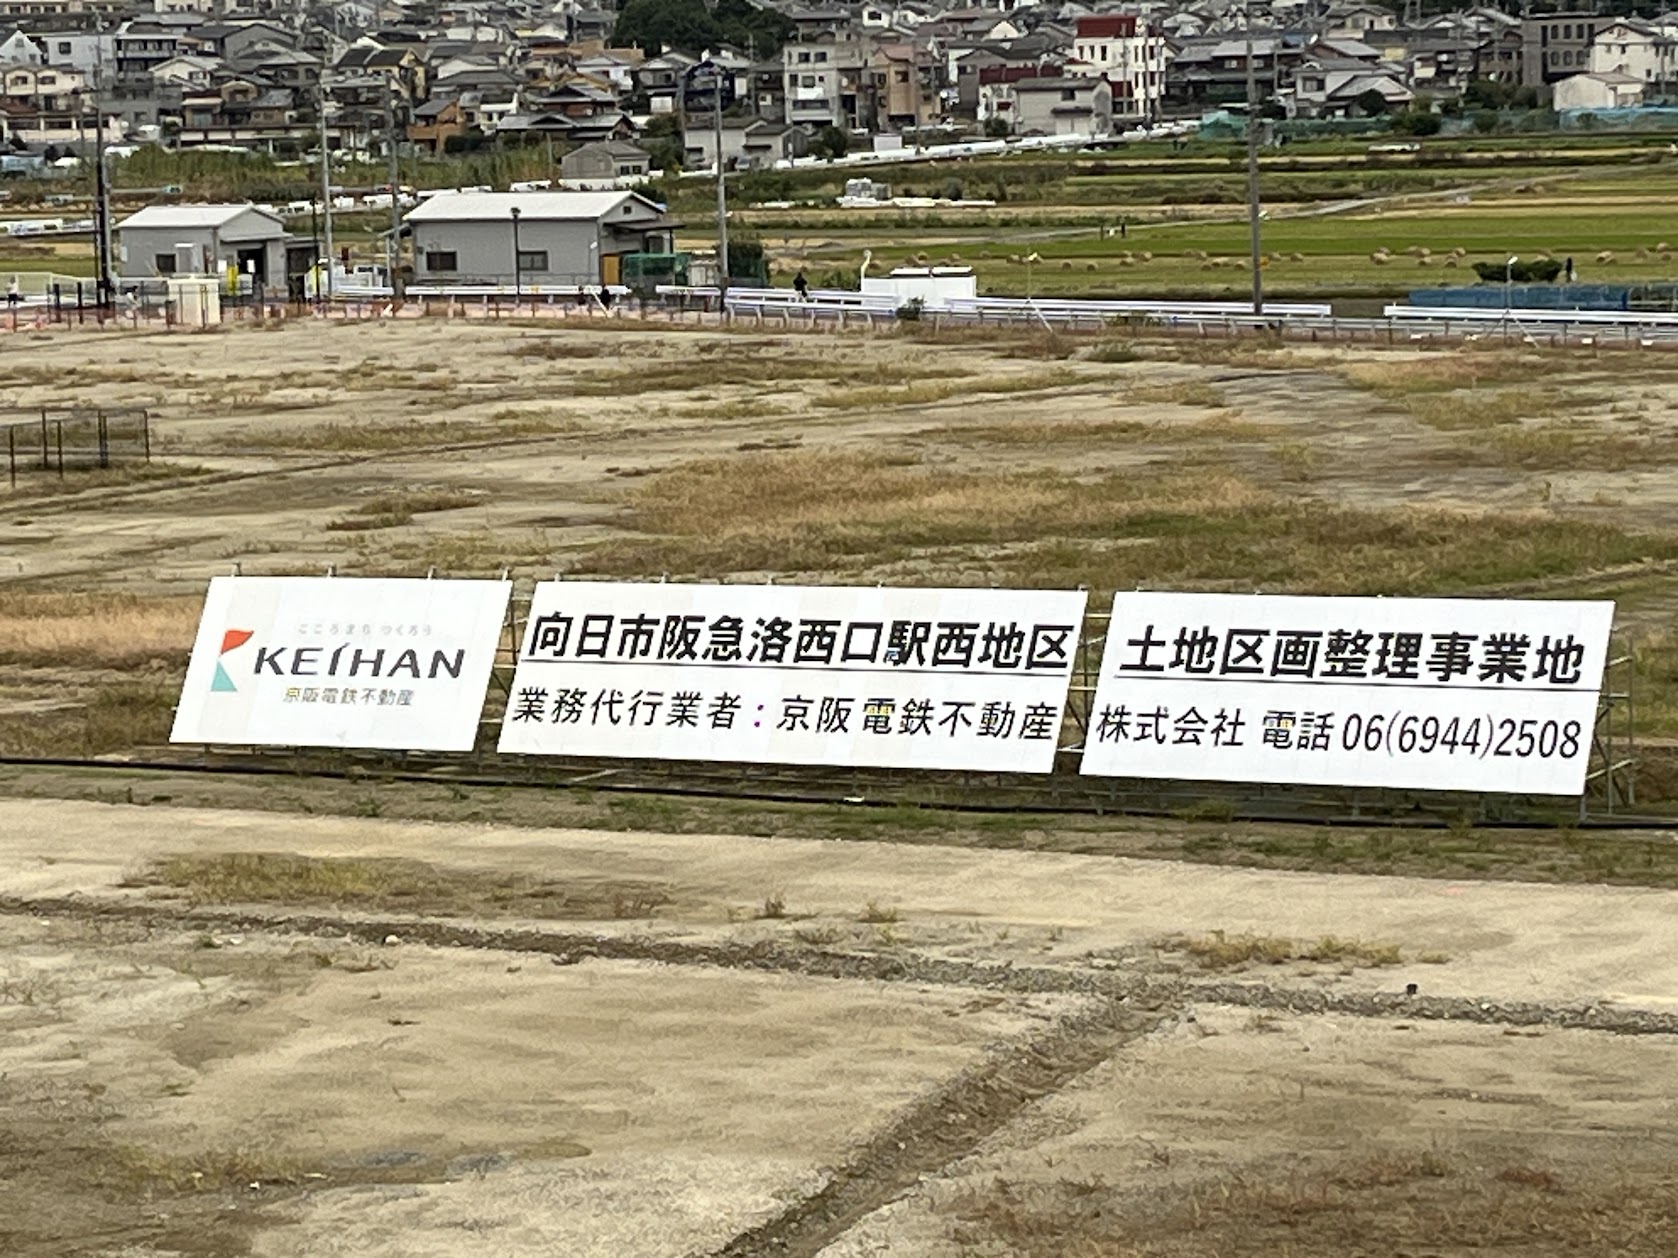 こころまち つくろう
KEIHAN
京阪電鉄不動産
向日市阪急洛西口駅西地区 土地区画整理事業地
業務代行業者：京阪電鉄不動産株式会社 電話06(6944)2508